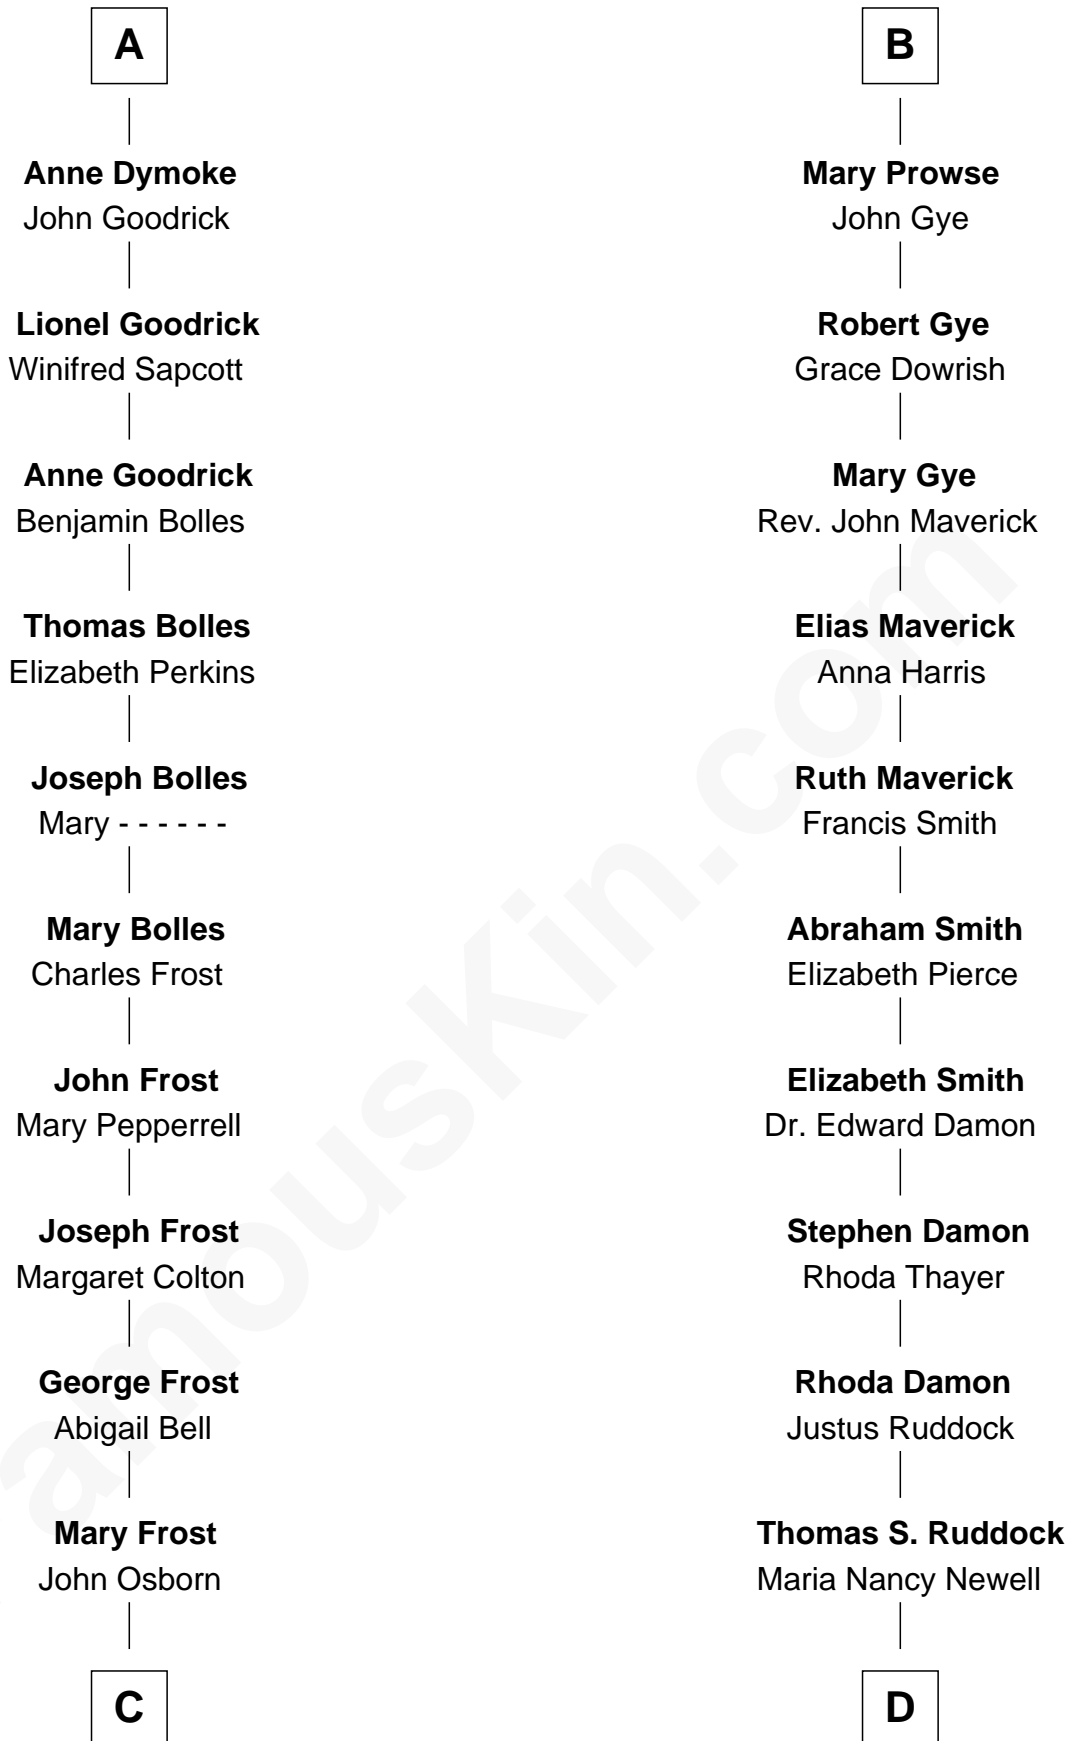 A
Anne Dymoke
John Goodrick
Lionel Goodrick
Winifred Sapcott
Anne Goodrick
Benjamin Bolles
Thomas Bolles
Elizabeth Perkins
Joseph Bolles
Mary - - - - - -
Mary Bolles
Charles Frost
John Frost
Mary Pepperrell
Joseph Frost
Margaret Colton
George Frost
Abigail Bell
Mary Frost
John Osborn
C
B
Mary Prowse
John Gye
Robert Gye
Grace Dowrish
Mary Gye
Rev. John Maverick
Elias Maverick
Anna Harris
Ruth Maverick
Francis Smith
Abraham Smith
Elizabeth Pierce
Elizabeth Smith
Dr. Edward Damon
Stephen Damon
Rhoda Thayer
Rhoda Damon
Justus Ruddock
Thomas S. Ruddock
Maria Nancy Newell
D
amousKin.com